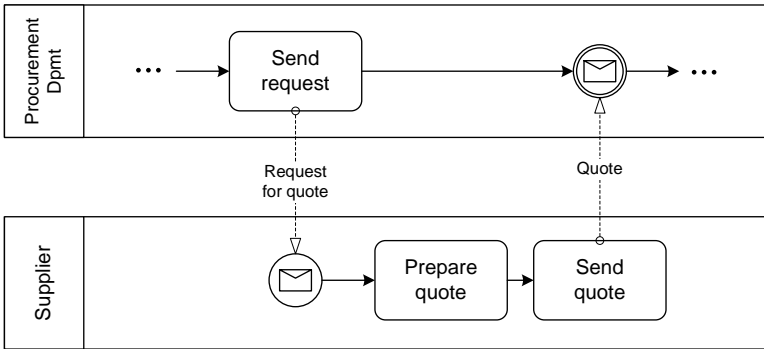 Procurement
Dpmt
...
Send
request
...
Request
for quote
Quote
Supplier
Prepare
quote
Send
quote